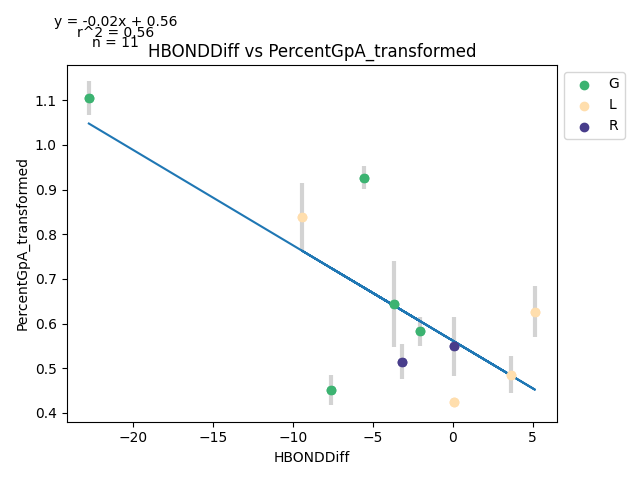 y = -0.02x + 0.56
r^2 = 0.56
n = 11
HBONDDiff vs PercentGpA_transformed
G
L
R
1.1
1.0
0.9
0.8
0.7
0.6
0.5
0.4
PercentGpA_transformed
−20
−15
−10
−5
0
5
HBONDDiff